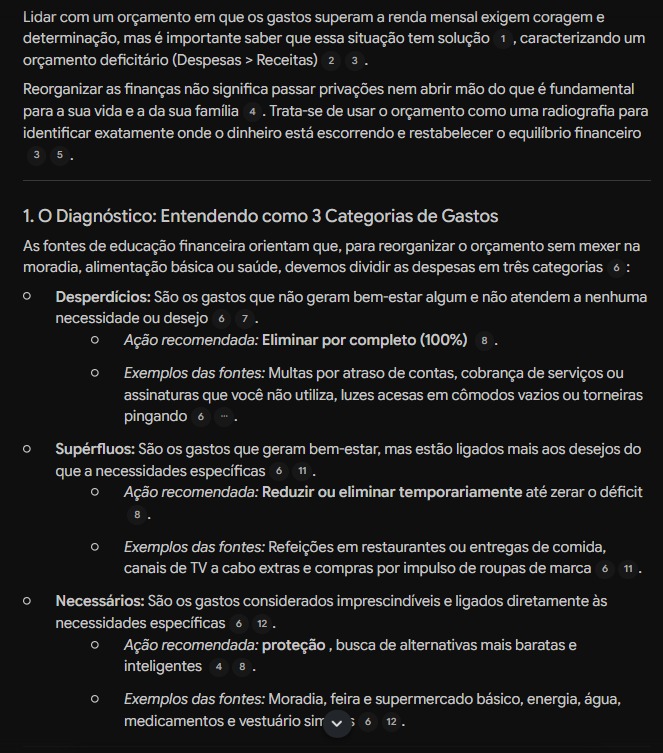 Lidar com um orçamento em que os gastos superam a renda mensal exigem coragem e
determinação, mas é importante saber que essa situação tem solução 1 , caracterizando um
orçamento deficitário (Despesas > Receitas) 2 3 .
Reorganizar as finanças não significa passar privações nem abrir mão do que é fundamental
para a sua vida e a da sua família 4 . Trata-se de usar o orçamento como uma radiografia para
identificar exatamente onde o dinheiro está escorrendo e restabelecer o equilíbrio financeiro
3 5 .
1. O Diagnóstico: Entendendo como 3 Categorias de Gastos
As fontes de educação financeira orientam que, para reorganizar o orçamento sem mexer na
moradia, alimentação básica ou saúde, devemos dividir as despesas em três categorias 6 :
Desperdícios: São os gastos que não geram bem-estar algum e não atendem a nenhuma
necessidade ou desejo 6 7 .
Ação recomendada: Eliminar por completo (100%) 8 .
Exemplos das fontes: Multas por atraso de contas, cobrança de serviços ou
assinaturas que você não utiliza, luzes acesas em cômodos vazios ou torneiras
pingando 6 ... .
Supérfluos: São os gastos que geram bem-estar, mas estão ligados mais aos desejos do
que a necessidades específicas 6 11 .
Ação recomendada: Reduzir ou eliminar temporariamente até zerar o déficit
8 .
Exemplos das fontes: Refeições em restaurantes ou entregas de comida,
canais de TV a cabo extras e compras por impulso de roupas de marca 6 11 .
Necessários: São os gastos considerados imprescindíveis e ligados diretamente às
necessidades específicas 6 12 .
Ação recomendada: proteção , busca de alternativas mais baratas e
inteligentes 4 8 .
Exemplos das fontes: Moradia, feira e supermercado básico, energia, água,
medicamentos e vestuário 6 12 .